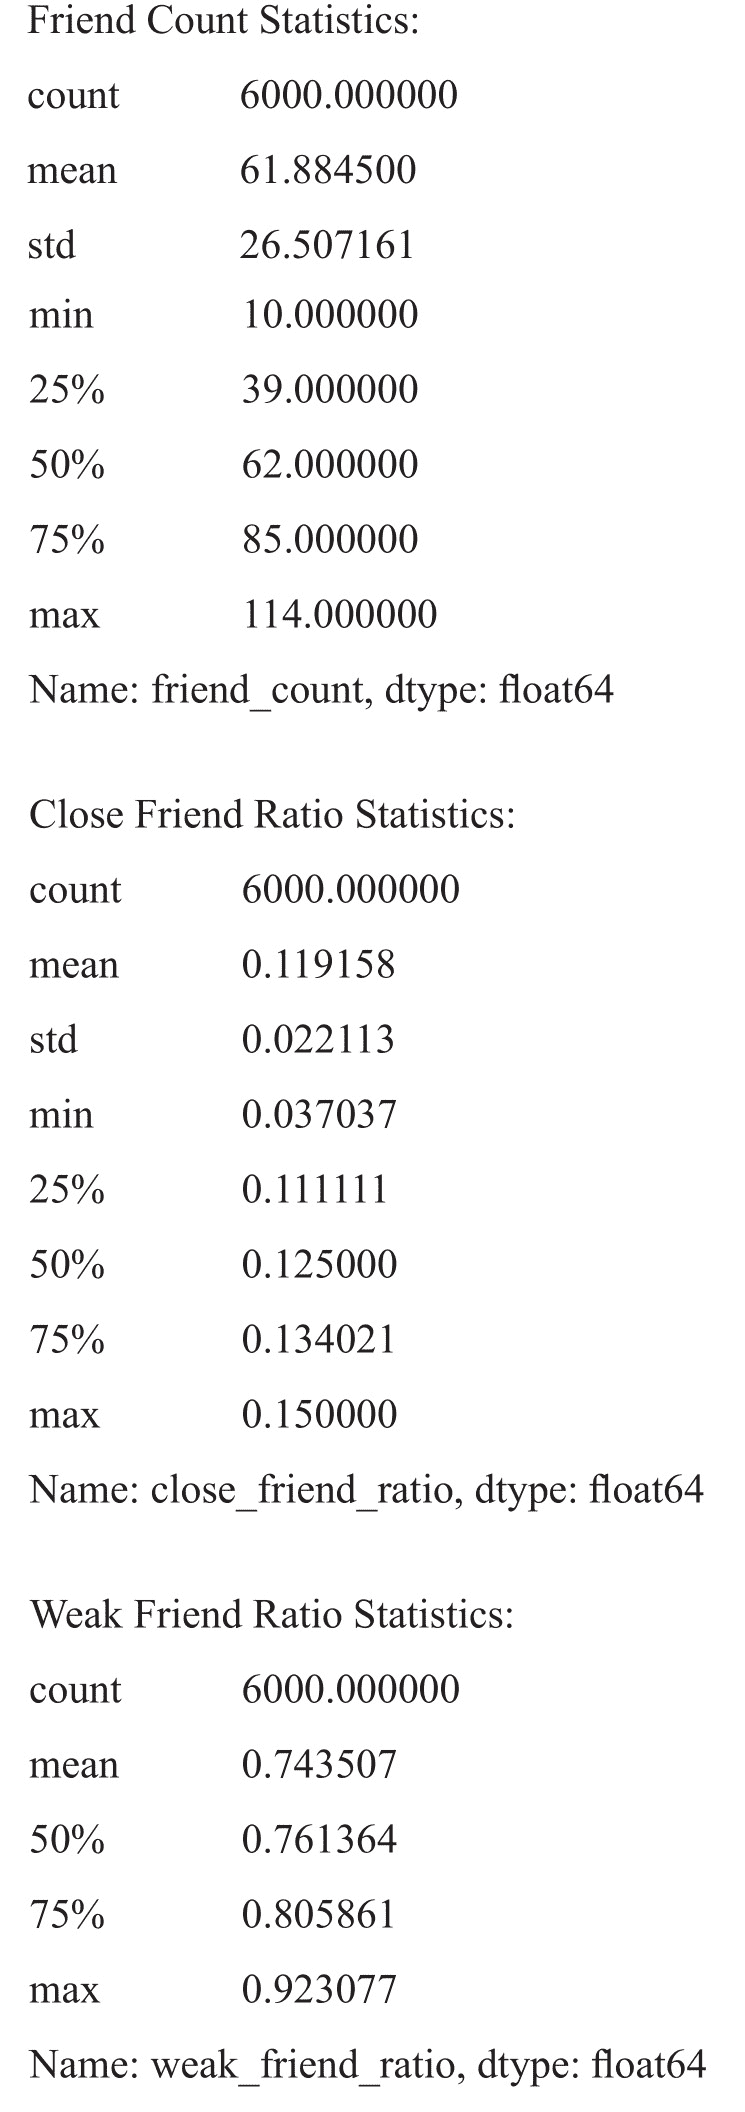 Friend Count Statistics:
count 6000.000000
mean 61.884500
std 26.507161
min 10.000000
25% 39.000000
50% 62.000000
75% 85.000000
max 114.000000
Name: friend_count, dtype: float64
Close Friend Ratio Statistics:
count 6000.000000
mean 0.119158
std 0.022113
min 0.037037
25% 0.111111
50% 0.125000
75% 0.134021
max 0.150000
Name: close_friend_ratio, dtype: float64
Weak Friend Ratio Statistics:
count 6000.000000
mean 0.743507
50% 0.761364
75% 0.805861
max 0.923077
Name: weak_friend_ratio, dtype: float64